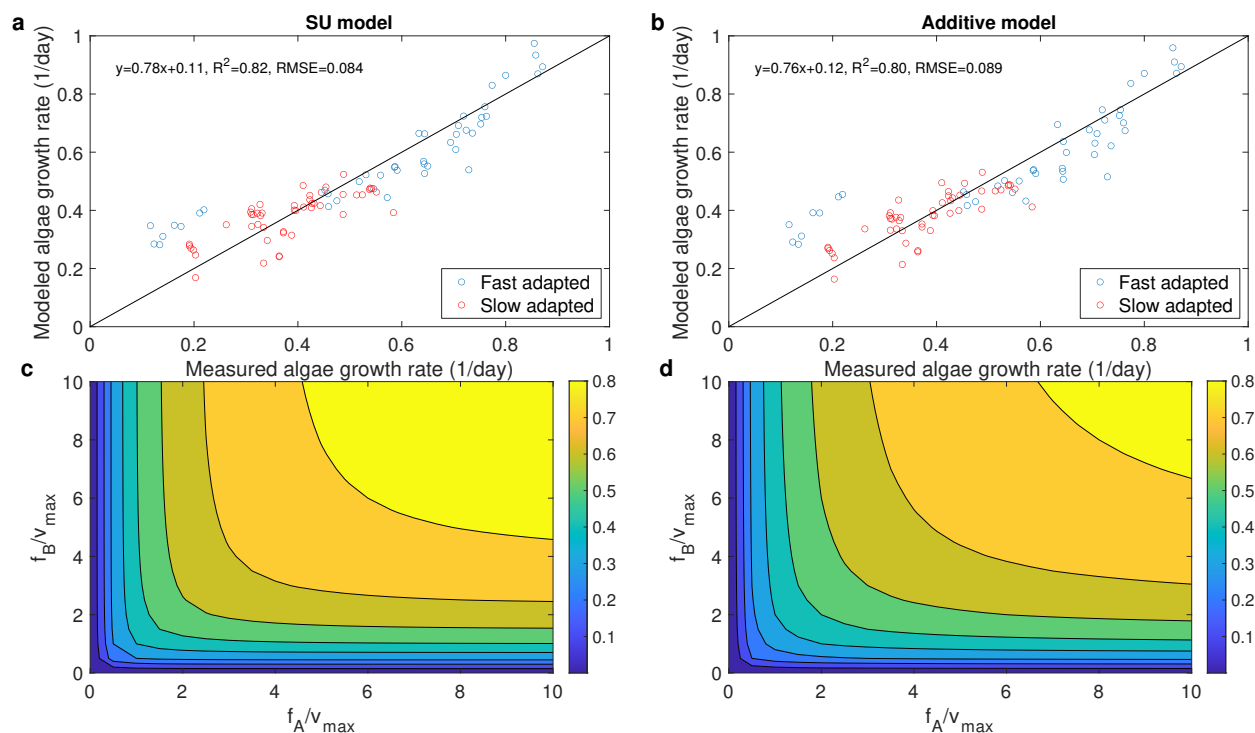 a
SU model
y=0.78x+0.11, R²=0.82, RMSE=0.084
Modeled algae growth rate (1/day)
1
0.8
0.6
0.4
0.2
0
Fast adapted
Slow adapted
0 0.2 0.4 0.6 0.8 1
Measured algae growth rate (1/day)
b
Additive model
y=0.76x+0.12, R²=0.80, RMSE=0.089
Modeled algae growth rate (1/day)
1
0.8
0.6
0.4
0.2
0
Fast adapted
Slow adapted
0 0.2 0.4 0.6 0.8 1
Measured algae growth rate (1/day)
c
f_B/v_max
10
8
6
4
2
0
0 2 4 6 8 10
f_A/v_max
0.8
0.7
0.6
0.5
0.4
0.3
0.2
0.1
d
f_B/v_max
10
8
6
4
2
0
0 2 4 6 8 10
f_A/v_max
0.8
0.7
0.6
0.5
0.4
0.3
0.2
0.1